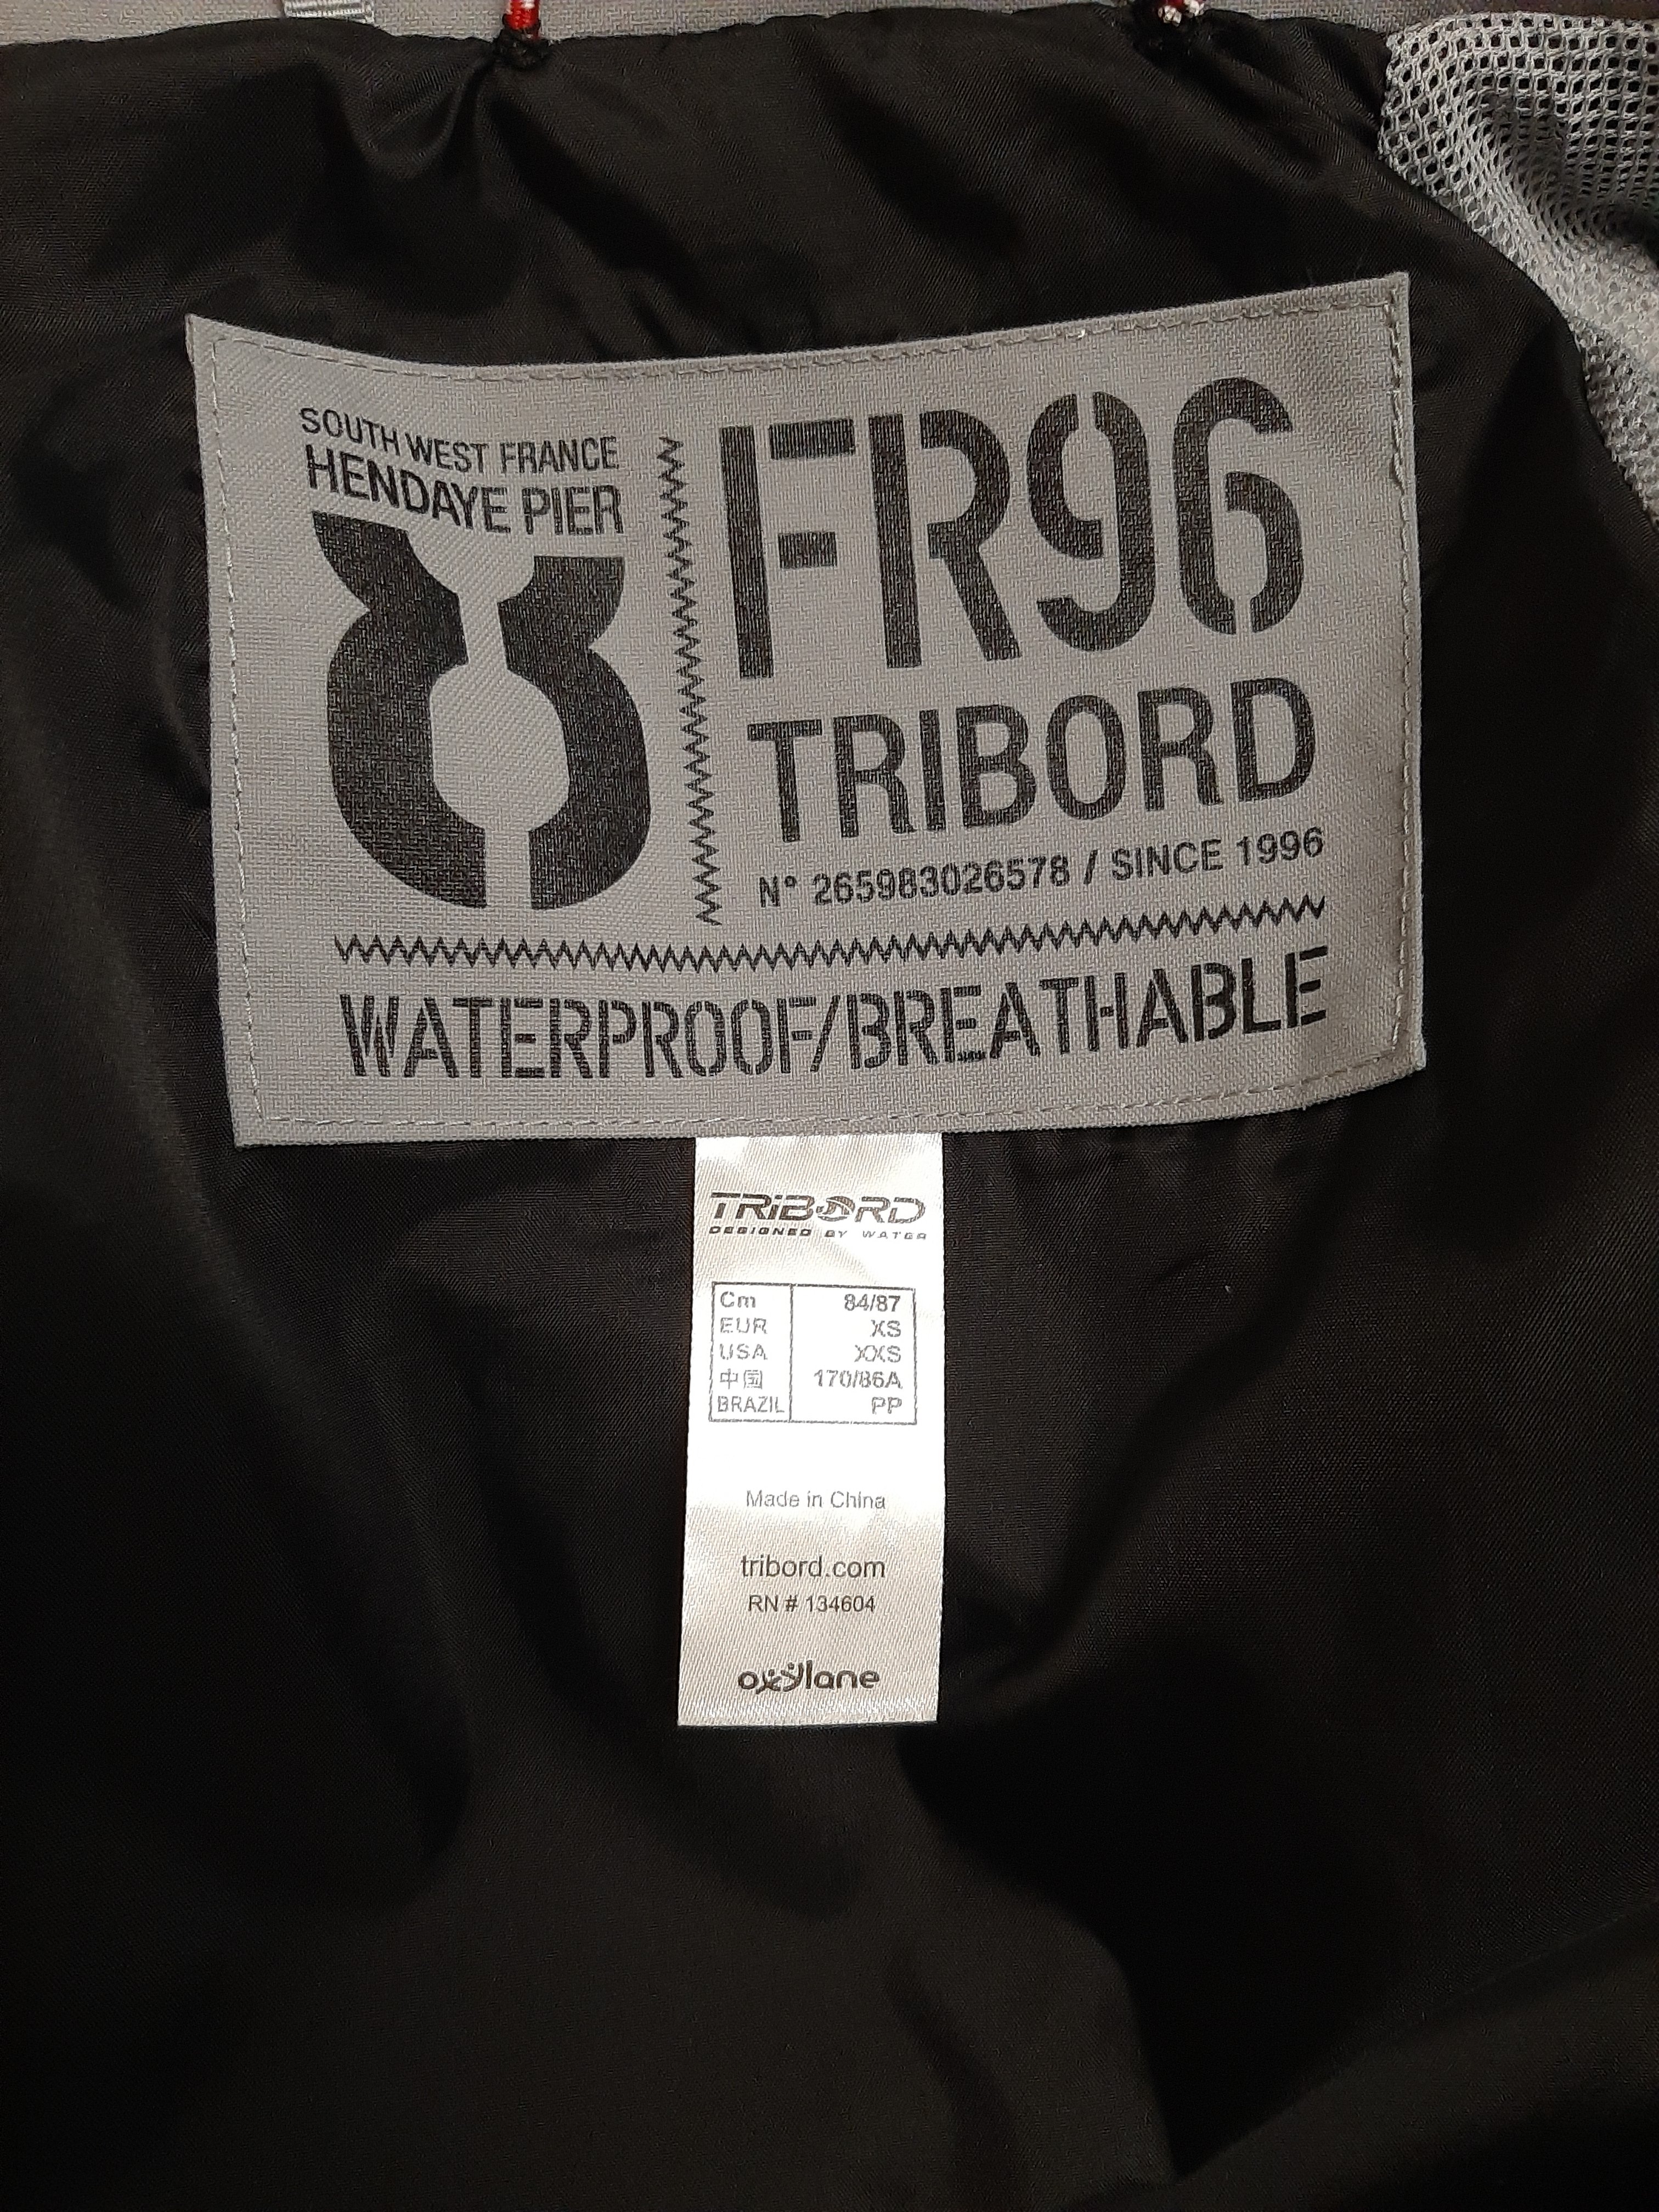 SOUTH WEST FRANCE
HENDAYE PIER
FR96
TRIBORD
N° 265983026578 / SINCE 1996
WATERPROOF/BREATHABLE
TRIBORD
DESIGNED BY WATER
Cm 84/87
EUR XS
USA XXS
中国 170/86A
BRAZIL PP
Made in China
tribord.com
RN # 134604
oxylane